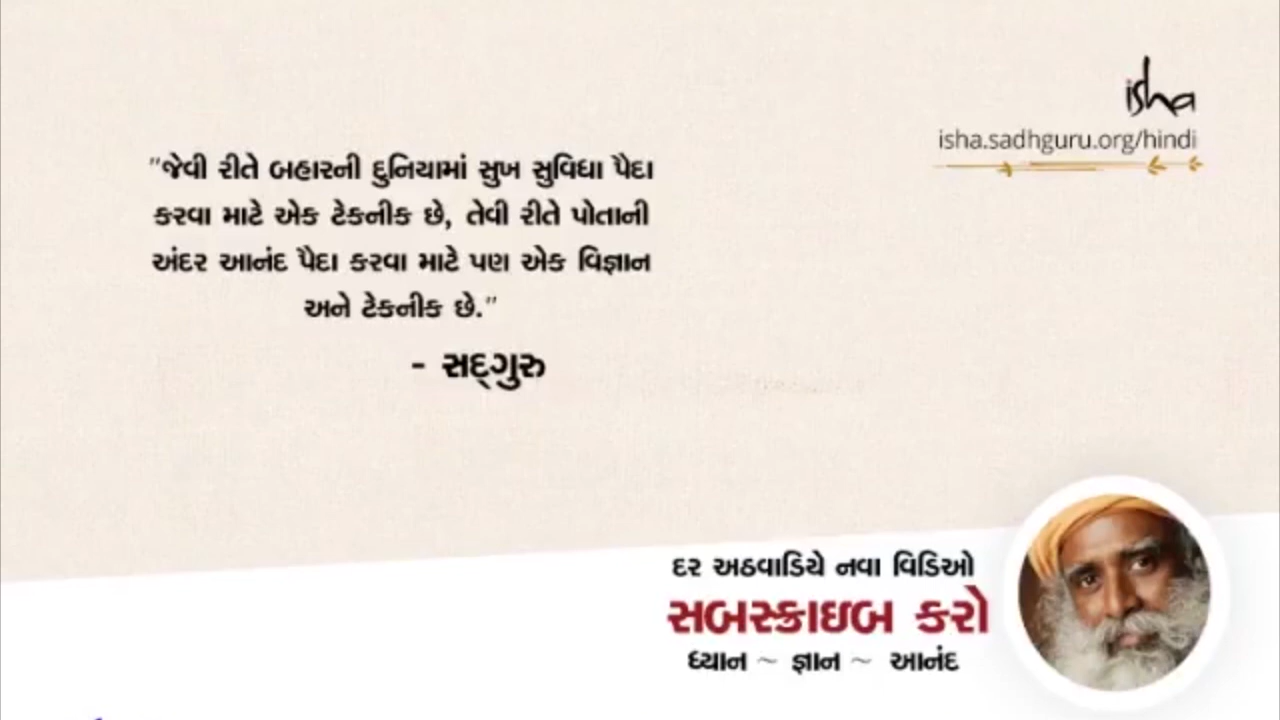 isha
isha.sadhguru.org/hindi
"જેવી રીતે બહારની દુનિયામાં સુખ સુવિધા પૈદા
કરવા માટે એક ટેકનીક છે, તેવી રીતે પોતાની
અંદર આનંદ પૈદા કરવા માટે પણ એક વિજ્ઞાન
અને ટેકનીક છે."
- સદ્‌ગુરુ
દર અઠવાડિયે નવા વિડિઓ
સબસ્ક્રાઇબ કરો
ધ્યાન ~ જ્ઞાન ~ આનંદ